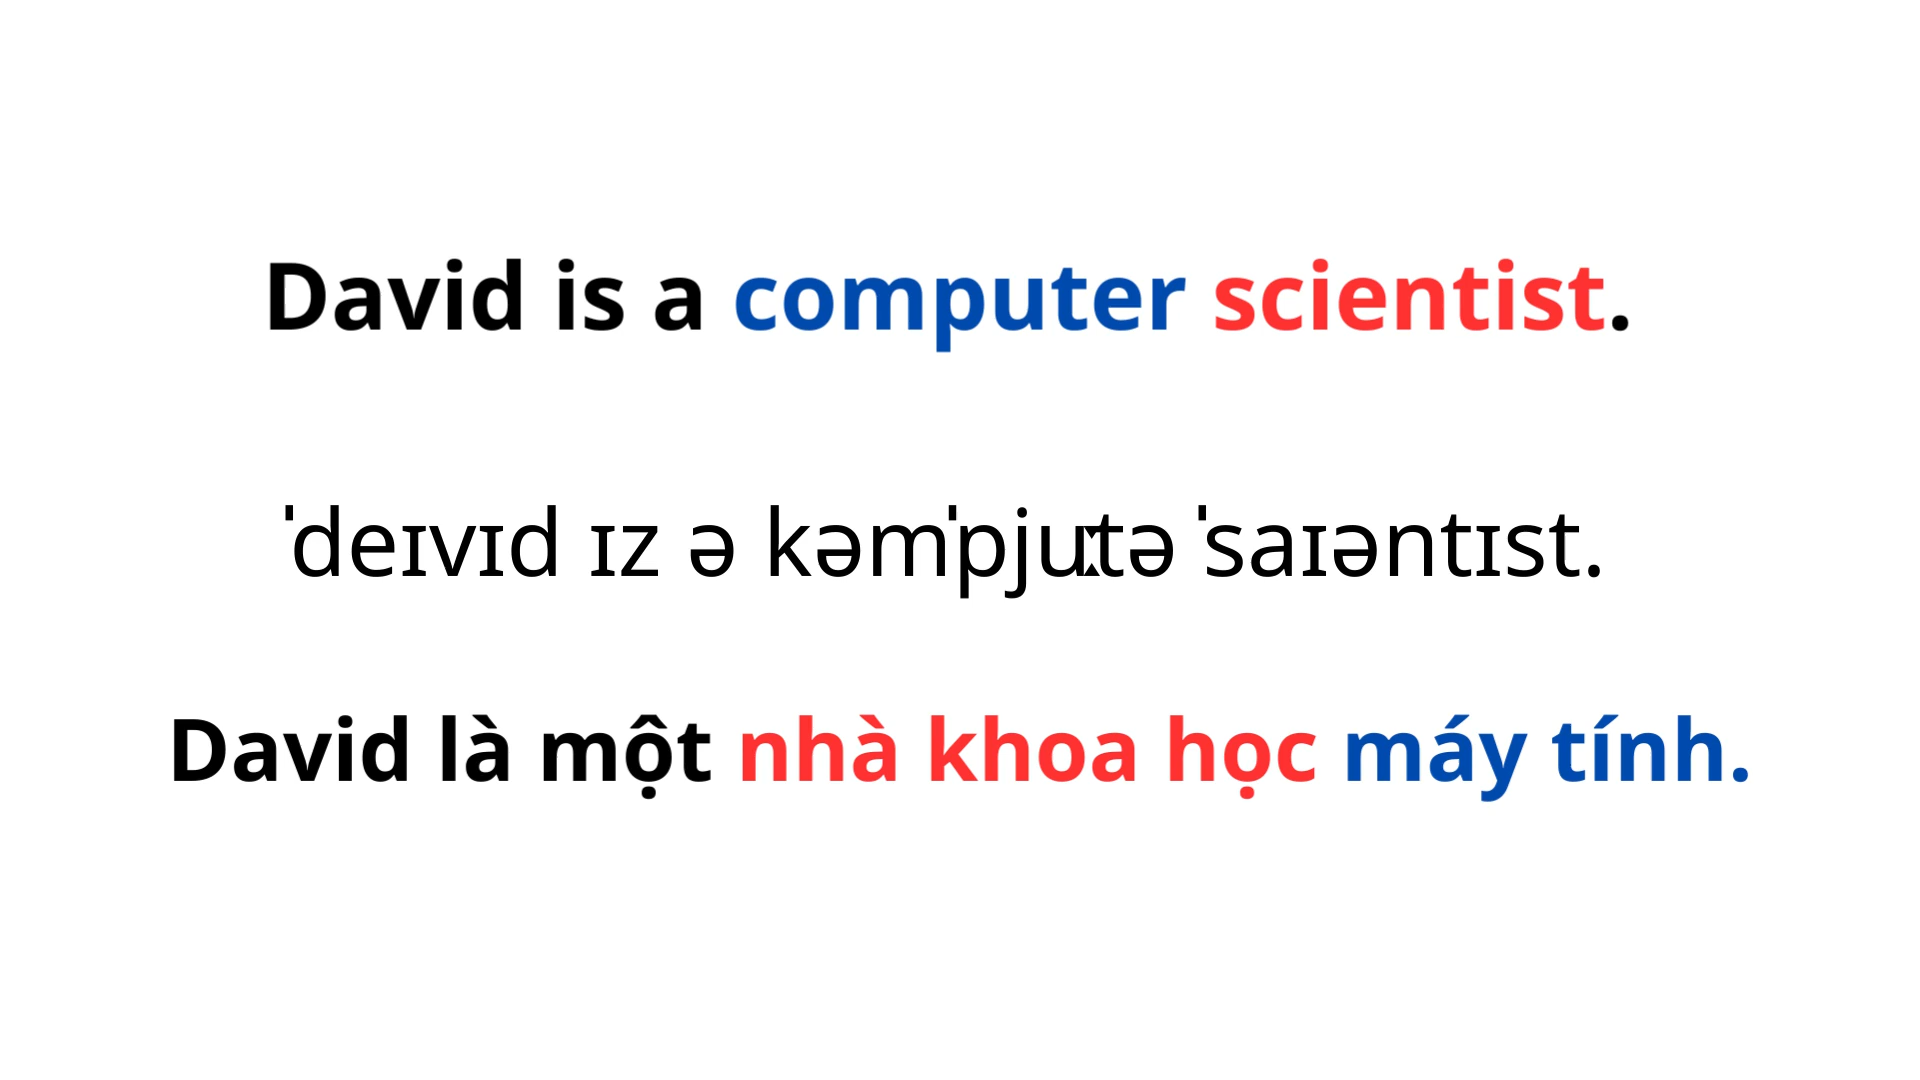 David is a computer scientist.
ˈdeɪvɪd ɪz ə kəmˈpjuːtə ˈsaɪəntɪst.
David là một nhà khoa học máy tính.